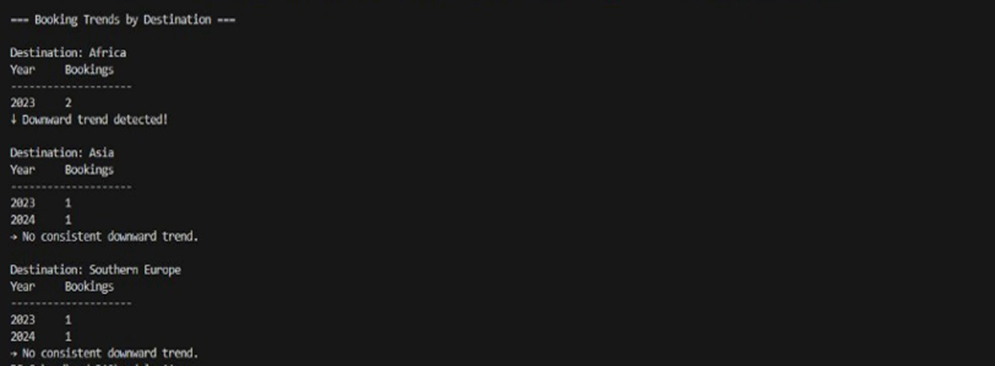 === Booking Trends by Destination ===
Destination: Africa
Year Bookings
--------------------
2023 2
↓ Downward trend detected!
Destination: Asia
Year Bookings
--------------------
2023 1
2024 1
→ No consistent downward trend.
Destination: Southern Europe
Year Bookings
--------------------
2023 1
2024 1
→ No consistent downward trend.